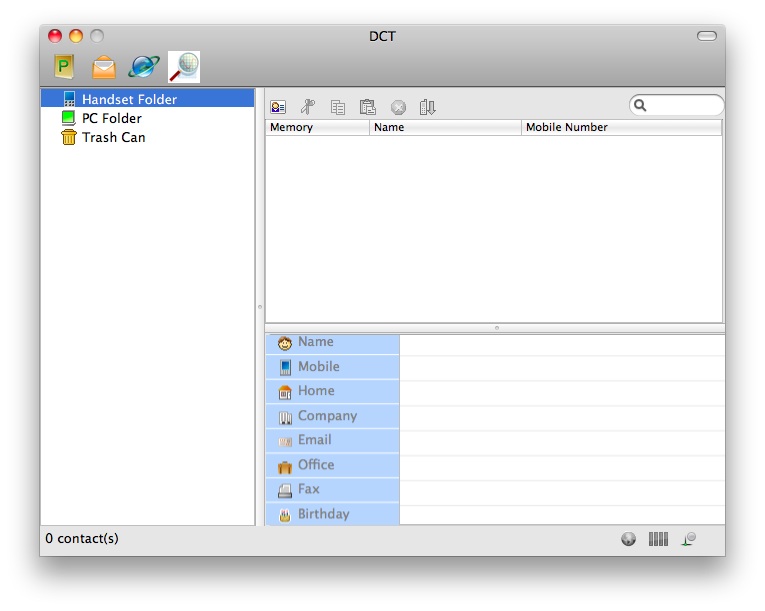 DCT
P
Handset Folder
PC Folder
Trash Can
Memory Name Mobile Number
Name
Mobile
Home
Company
Email
Office
Fax
Birthday
0 contact(s)